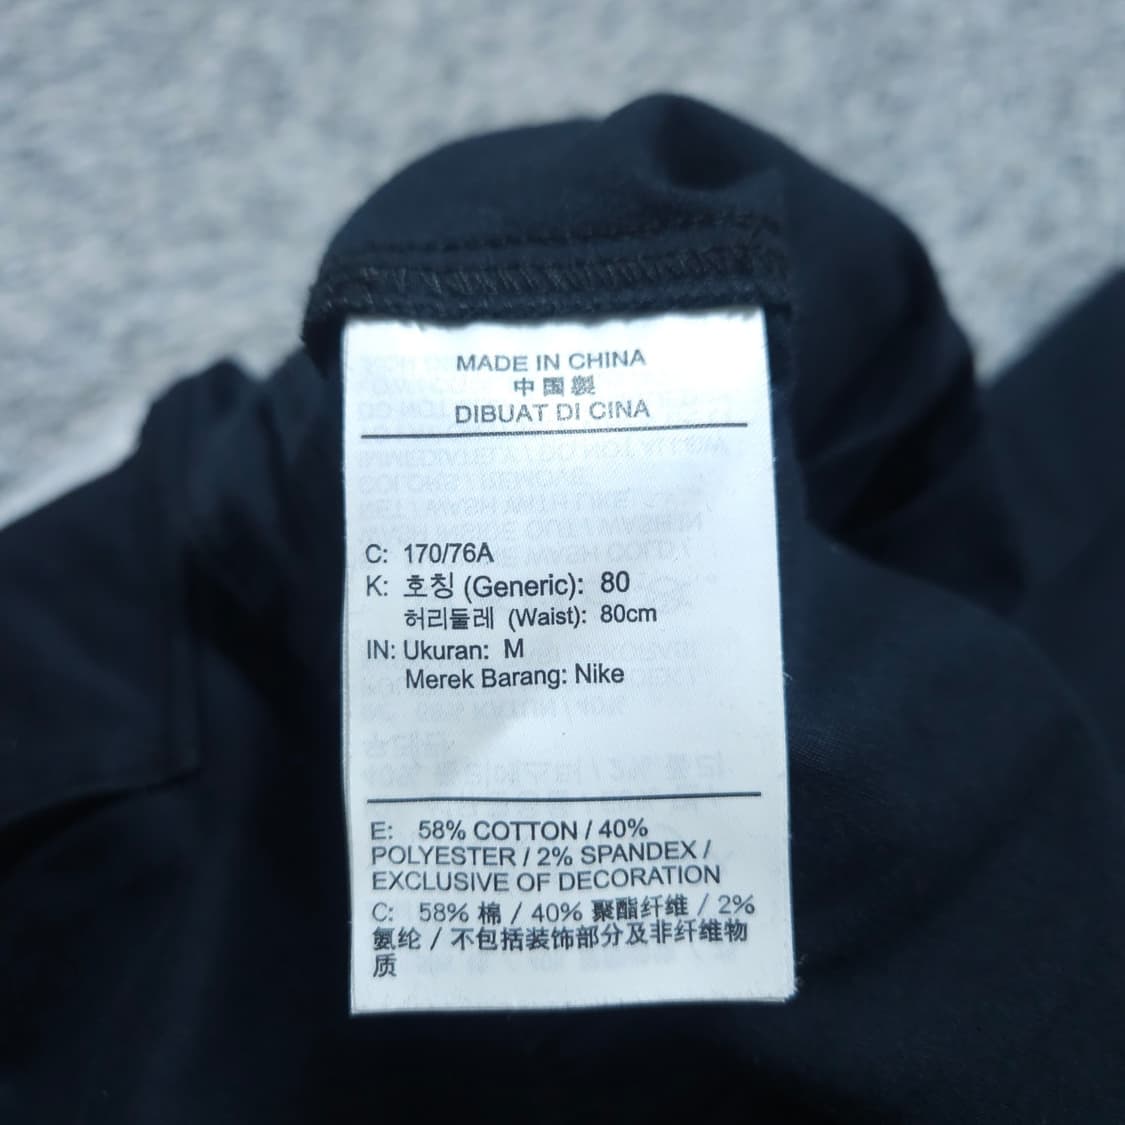 MADE IN CHINA
中国製
DIBUAT DI CINA
C: 170/76A
K: 호칭 (Generic): 80
허리둘레 (Waist): 80cm
IN: Ukuran: M
Merek Barang: Nike
E: 58% COTTON / 40%
POLYESTER / 2% SPANDEX /
EXCLUSIVE OF DECORATION
C: 58% 棉 / 40% 聚酯纤维 / 2%
氨纶 / 不包括装饰部分及非纤维物
质